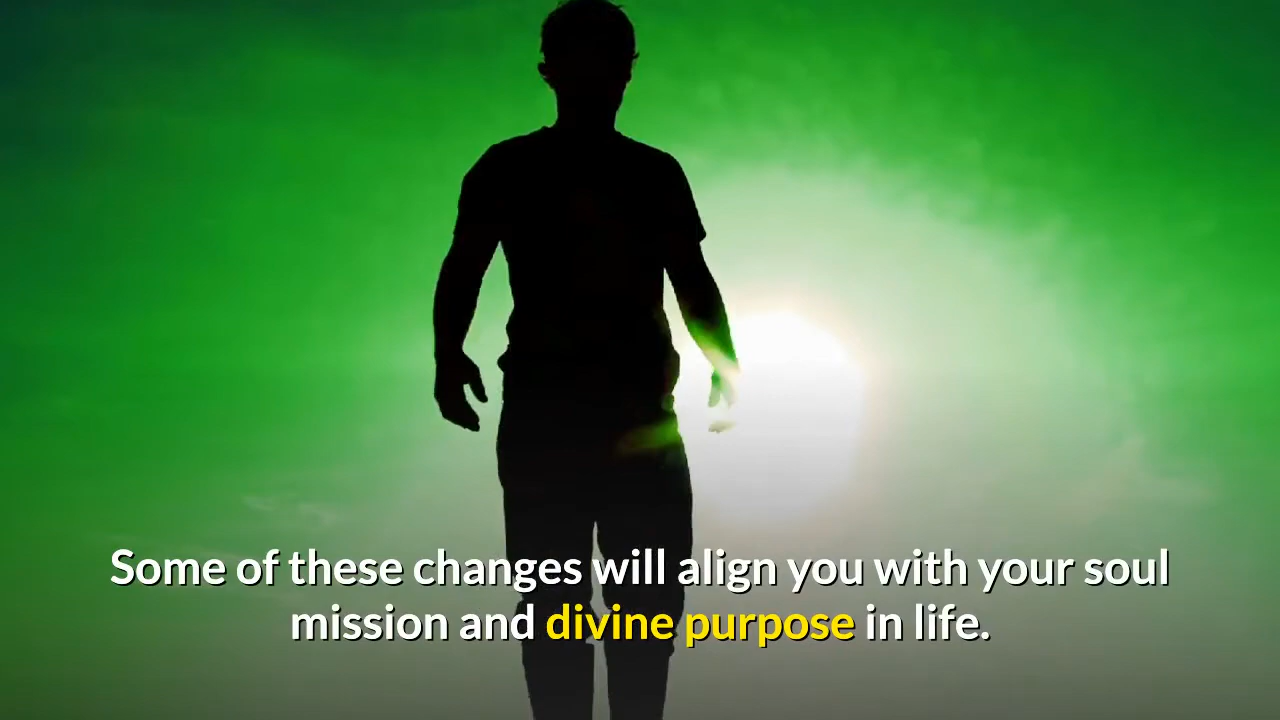 Some of these changes will align you with your soul
mission and divine purpose in life.